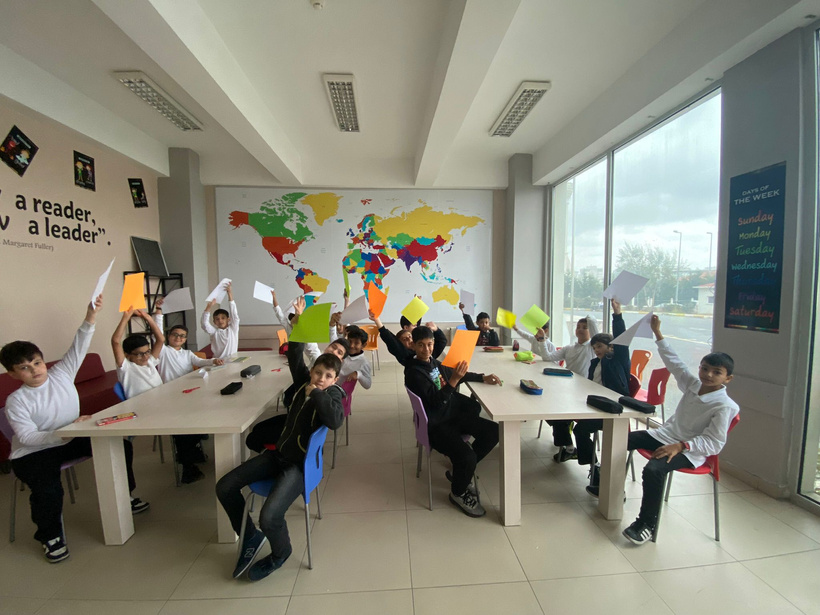 a reader,
a leader”.
Margaret Fuller)
DAYS OF
THE WEEK
Sunday
Monday
Tuesday
Wednesday
Friday
Saturday